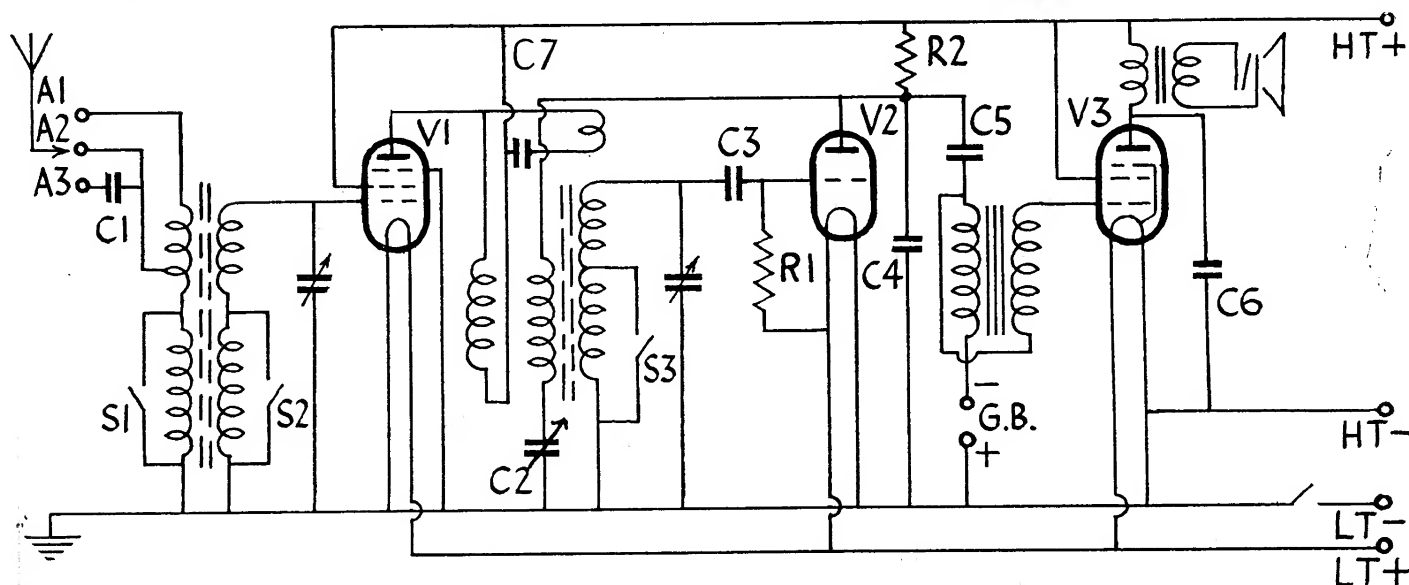 A1
A2
A3
C1
S1
S2
V1
C7
C2
S3
C3
R1
V2
C4
R2
C5
−
G.B.
+
V3
C6
HT+
HT−
LT−
LT+